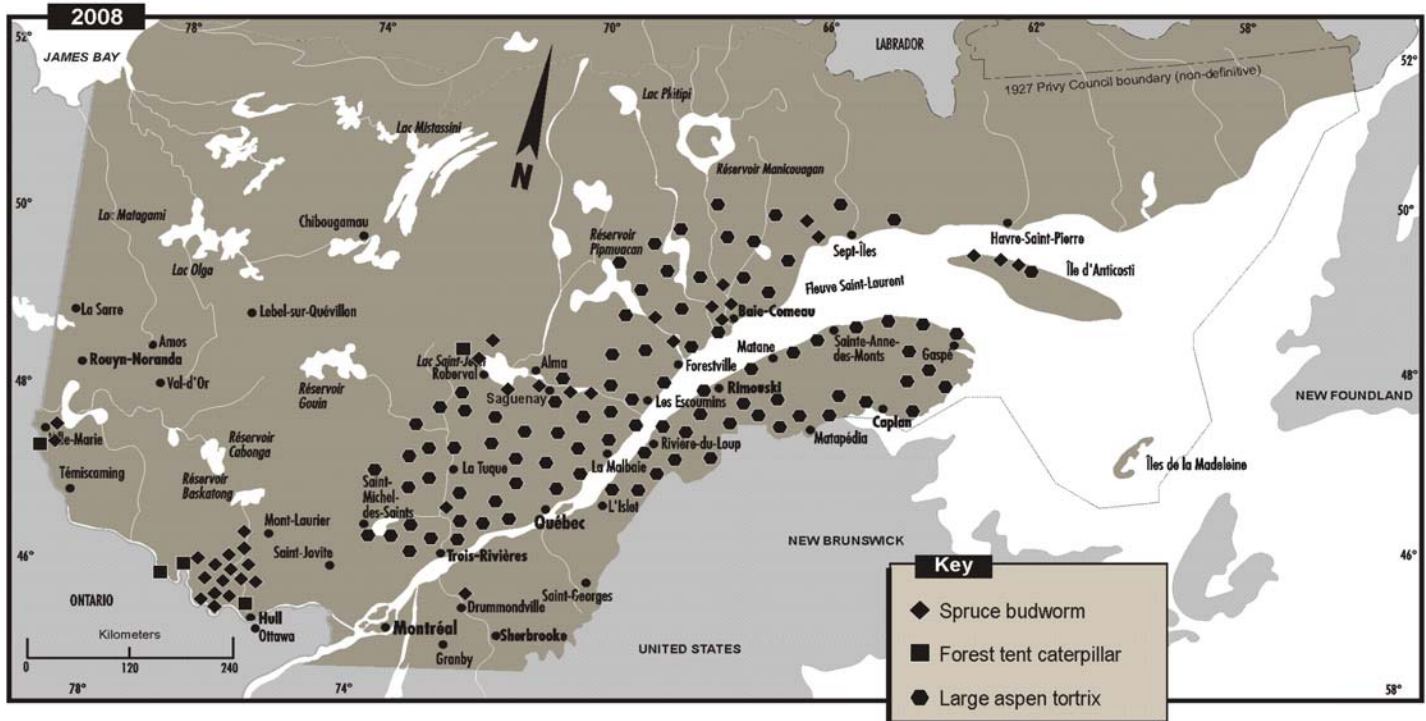 2008
52°
78°
74°
70°
66°
62°
58°
52°
JAMES BAY
LABRADOR
1927 Privy Council boundary (non-definitive)
Lac Pkitipi
Lac Mistassini
N
Réservoir Manicouagan
50°
Lac Matagami
Chibougamau
50°
Réservoir
Pipmuacan
Sept-Îles
Havre-Saint-Pierre
Lac Olga
Île d'Anticosti
Fleuve Saint-Laurent
La Sarre
Lebel-sur-Quévillon
Baie-Comeau
Amos
Matane
Sainte-Anne-
des-Monts
Gaspé
Rouyn-Noranda
Lac Saint-Jean
Roberval
Alma
Forestville
48°
Val-d'Or
Réservoir
Gouin
Saguenay
Rimouski
48°
Les Escoumins
NEW FOUNDLAND
Caplan
Matapédia
Réservoir
Cabonga
Rivière-du-Loup
La Malbaie
Îles de la Madeleine
Témiscaming
La Tuque
Saint-
Michel-
des-Saints
Réservoir
Baskatong
L'Islet
Québec
Mont-Laurier
NEW BRUNSWICK
46°
Saint-Jovite
Trois-Rivières
46°
Key
ONTARIO
Saint-Georges
Drummondville
Spruce budworm
Hull
Ottawa
Montréal
Sherbrooke
Kilometers
Granby
UNITED STATES
Forest tent caterpillar
0 120 240
78°
74°
Large aspen tortrix
58°